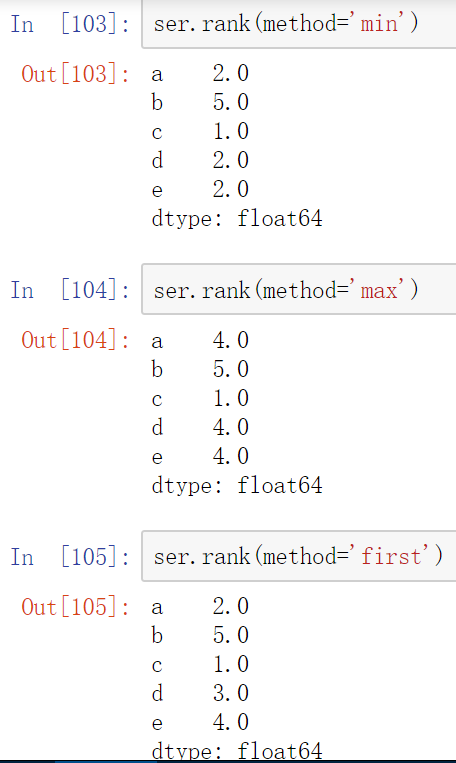 In [103]: ser.rank(method='min')
Out[103]: a 2.0
b 5.0
c 1.0
d 2.0
e 2.0
dtype: float64
In [104]: ser.rank(method='max')
Out[104]: a 4.0
b 5.0
c 1.0
d 4.0
e 4.0
dtype: float64
In [105]: ser.rank(method='first')
Out[105]: a 2.0
b 5.0
c 1.0
d 3.0
e 4.0
dtype: float64